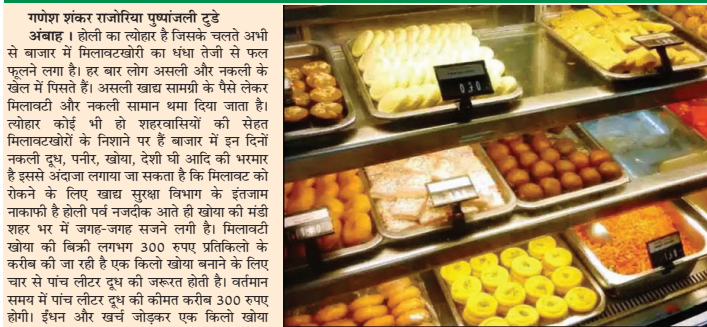 गणेश शंकर राजोरिया पुष्पांजली टुडे
अंबाह । होली का त्योहार है जिसके चलते अभी
से बाजार में मिलावटखोरी का धंधा तेजी से फल
फूलने लगा है। हर बार लोग असली और नकली के
खेल में पिसते हैं। असली खाद्य सामग्री के पैसे लेकर
मिलावटी और नकली सामान थमा दिया जाता है।
त्योहार कोई भी हो शहरवासियों की सेहत
मिलावटखोरों के निशाने पर हैं बाजार में इन दिनों
नकली दूध, पनीर, खोया, देशी घी आदि की भरमार
है इससे अंदाजा लगाया जा सकता है कि मिलावट को
रोकने के लिए खाद्य सुरक्षा विभाग के इंतजाम
नाकाफी है होली पर्व नजदीक आते ही खोया की मंडी
शहर भर में जगह-जगह सजने लगी है। मिलावटी
खोया की बिक्री लगभग 300 रुपए प्रतिकिलो के
करीब की जा रही है एक किलो खोया बनाने के लिए
चार से पांच लीटर दूध की जरूरत होती है। वर्तमान
समय में पांच लीटर दूध की कीमत करीब 300 रुपए
होगी। ईंधन और खर्च जोड़कर एक किलो खोया